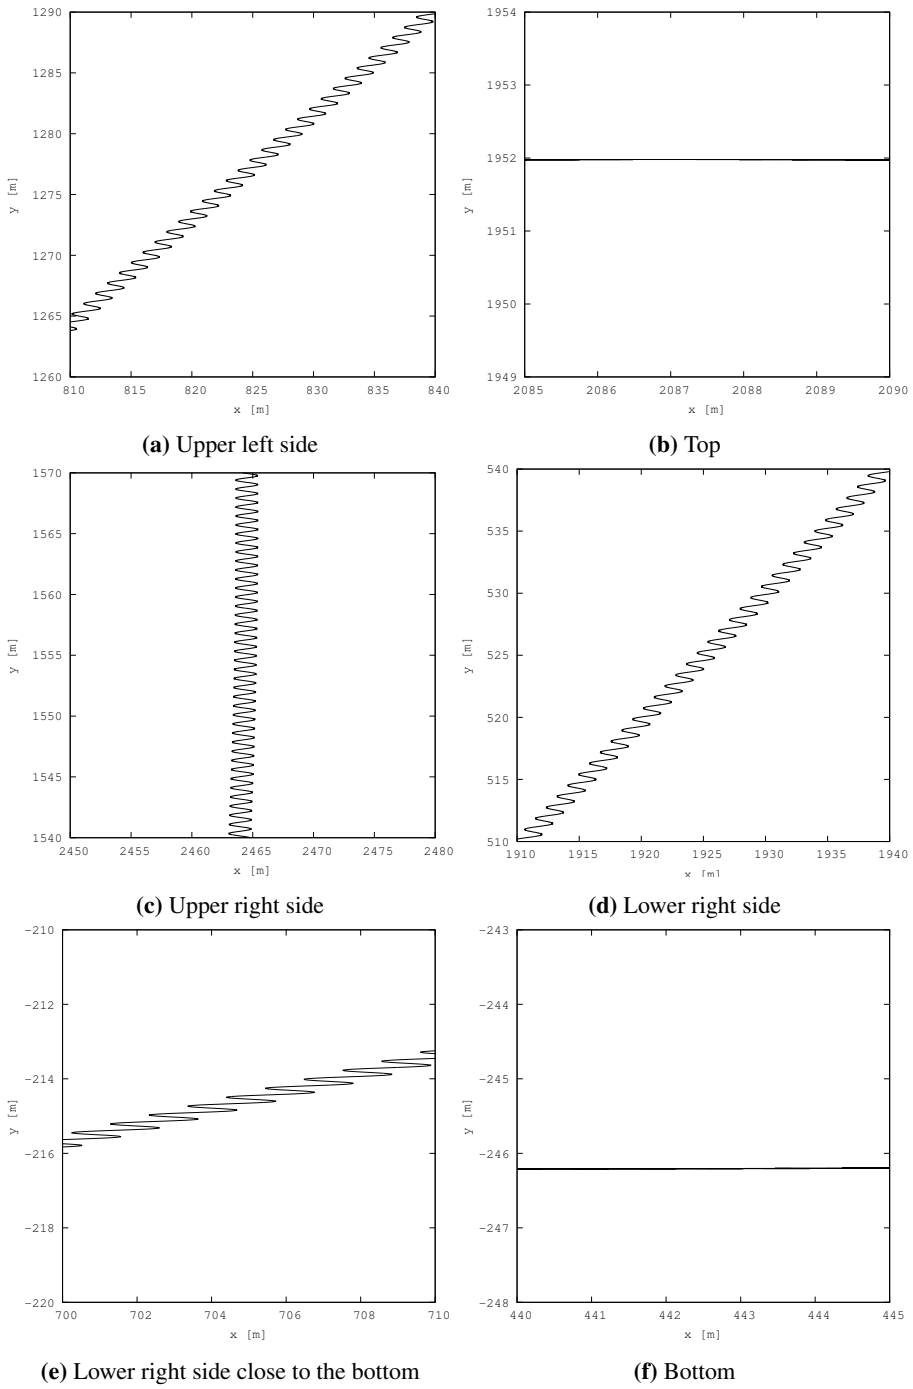 1290
1285
1280
1275
1270
1265
1260
y [m]
810 815 820 825 830 835 840
x [m]
(a) Upper left side
1954
1953
1952
1951
1950
1949
y [m]
2085 2086 2087 2088 2089 2090
x [m]
(b) Top
1570
1565
1560
1555
1550
1545
1540
y [m]
2450 2455 2460 2465 2470 2475 2480
x [m]
(c) Upper right side
540
535
530
525
520
515
510
y [m]
1910 1915 1920 1925 1930 1935 1940
x [m]
(d) Lower right side
-210
-212
-214
-216
-218
-220
y [m]
700 702 704 706 708 710
x [m]
(e) Lower right side close to the bottom
-243
-244
-245
-246
-247
-248
y [m]
440 441 442 443 444 445
x [m]
(f) Bottom